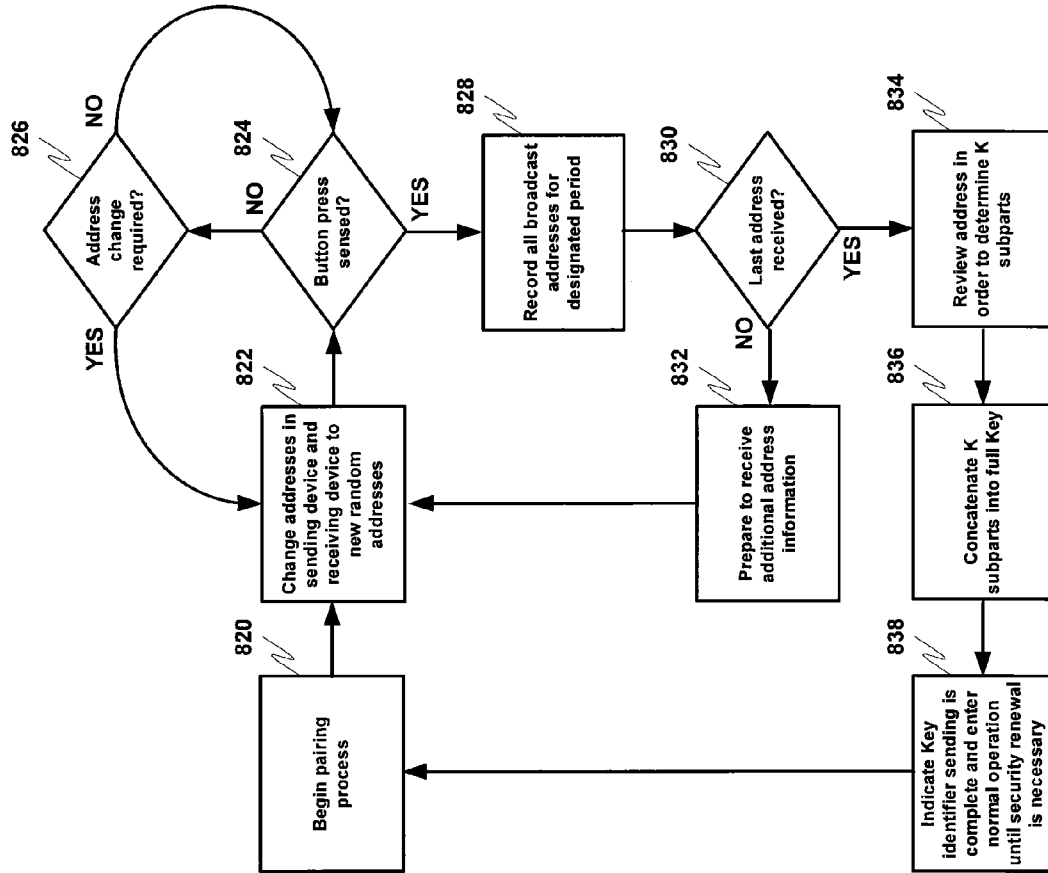 820
Begin pairing
process
822
Change addresses in
sending device and
receiving device to
new random
addresses
824
Button press
sensed?
NO
YES
826
Address
change
required?
YES
NO
828
Record all broadcast
addresses for
designated period
830
Last address
received?
NO
YES
832
Prepare to receive
additional address
information
834
Review address in
order to determine K
subparts
836
Concatenate K
subparts into full Key
838
Indicate Key
identifier sending is
complete and enter
normal operation
until security renewal
is necessary